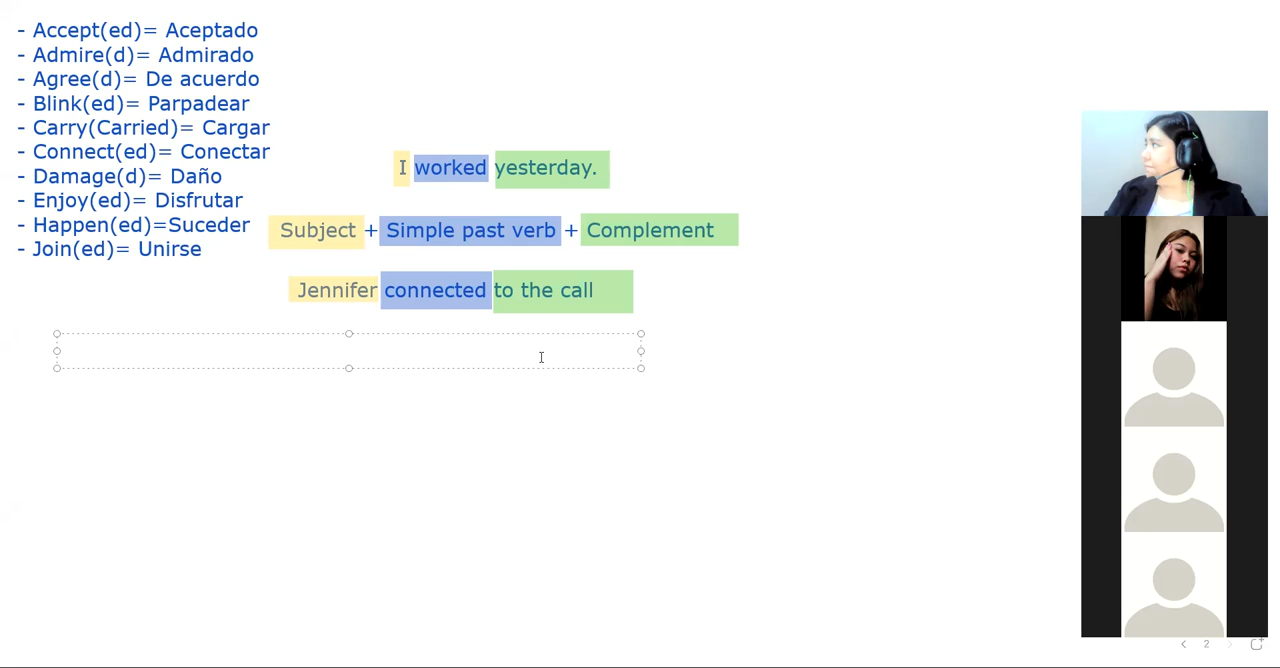 - Accept(ed)= Aceptado
- Admire(d)= Admirado
- Agree(d)= De acuerdo
- Blink(ed)= Parpadear
- Carry(Carried)= Cargar
- Connect(ed)= Conectar
- Damage(d)= Daño
- Enjoy(ed)= Disfrutar
- Happen(ed)=Suceder
- Join(ed)= Unirse
I worked yesterday.
Subject + Simple past verb + Complement
Jennifer connected to the call
2